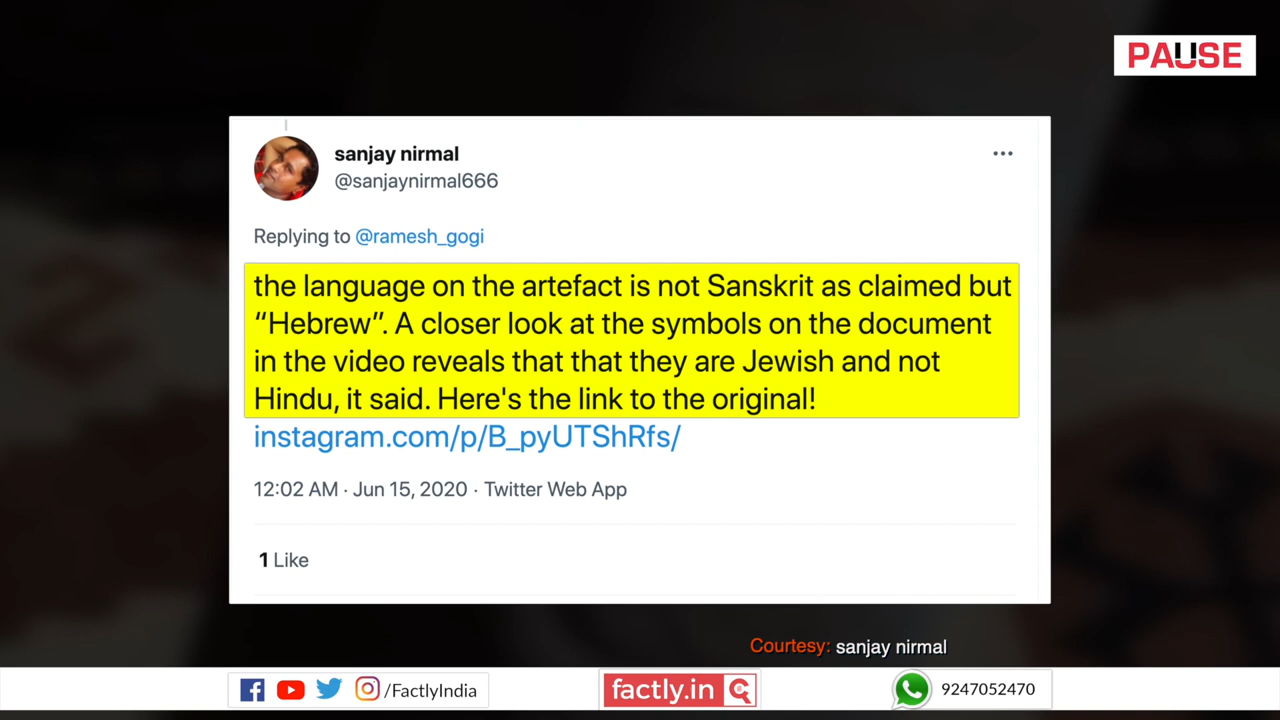 PAUSE
sanjay nirmal
@sanjaynirmal666
Replying to @ramesh_gogi
the language on the artefact is not Sanskrit as claimed but
“Hebrew”. A closer look at the symbols on the document
in the video reveals that that they are Jewish and not
Hindu, it said. Here's the link to the original!
instagram.com/p/B_pyUTShRfs/
12:02 AM · Jun 15, 2020 · Twitter Web App
1 Like
Courtesy: sanjay nirmal
/FactlyIndia
factly.in
9247052470